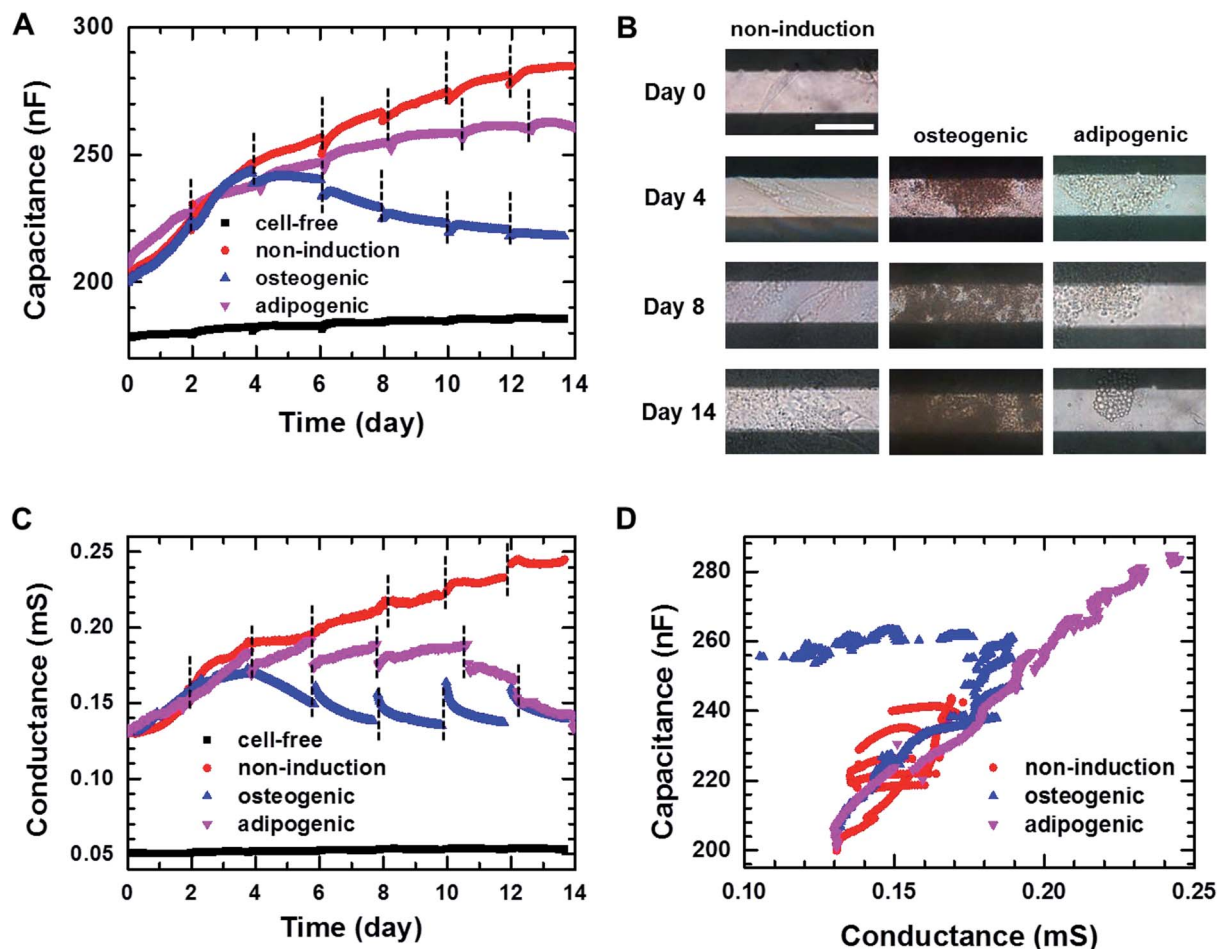 A
300
250
200
Capacitance (nF)
cell-free
non-induction
osteogenic
adipogenic
0 2 4 6 8 10 12 14
Time (day)
B
non-induction
Day 0
osteogenic adipogenic
Day 4
Day 8
Day 14
C
0.25
0.20
0.15
0.10
0.05
Conductance (mS)
cell-free
non-induction
osteogenic
adipogenic
0 2 4 6 8 10 12 14
Time (day)
D
280
260
240
220
200
Capacitance (nF)
non-induction
osteogenic
adipogenic
0.10 0.15 0.20 0.25
Conductance (mS)